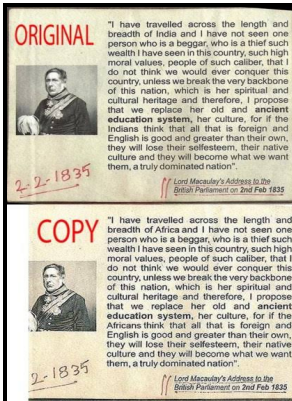 ORIGINAL
"I have travelled across the length and
breadth of India and I have not seen one
person who is a beggar, who is a thief such
wealth I have seen in this country, such high
moral values, people of such caliber, that I
do not think we would ever conquer this
country, unless we break the very backbone
of this nation, which is her spiritual and
cultural heritage and therefore, I propose
that we replace her old and ancient
education system, her culture, for if the
Indians think that all that is foreign and
English is good and greater than their own,
they will lose their selfesteem, their native
culture and they will become what we want
them, a truly dominated nation".
2-2-1835
Lord Macaulay's Address to the
British Parliament on 2nd Feb 1835
COPY
"I have travelled across the length and
breadth of Africa and I have not seen one
person who is a beggar, who is a thief such
wealth I have seen in this country, such high
moral values, people of such caliber, that I
do not think we would ever conquer this
country, unless we break the very backbone
of this nation, which is her spiritual and
cultural heritage and therefore, I propose
that we replace her old and ancient
education system, her culture, for if the
Africans think that all that is foreign and
English is good and greater than their own,
they will lose their selfesteem, their native
culture and they will become what we want
them, a truly dominated nation".
2-1835
Lord Macaulay's Address to the
British Parliament on 2nd Feb 1835